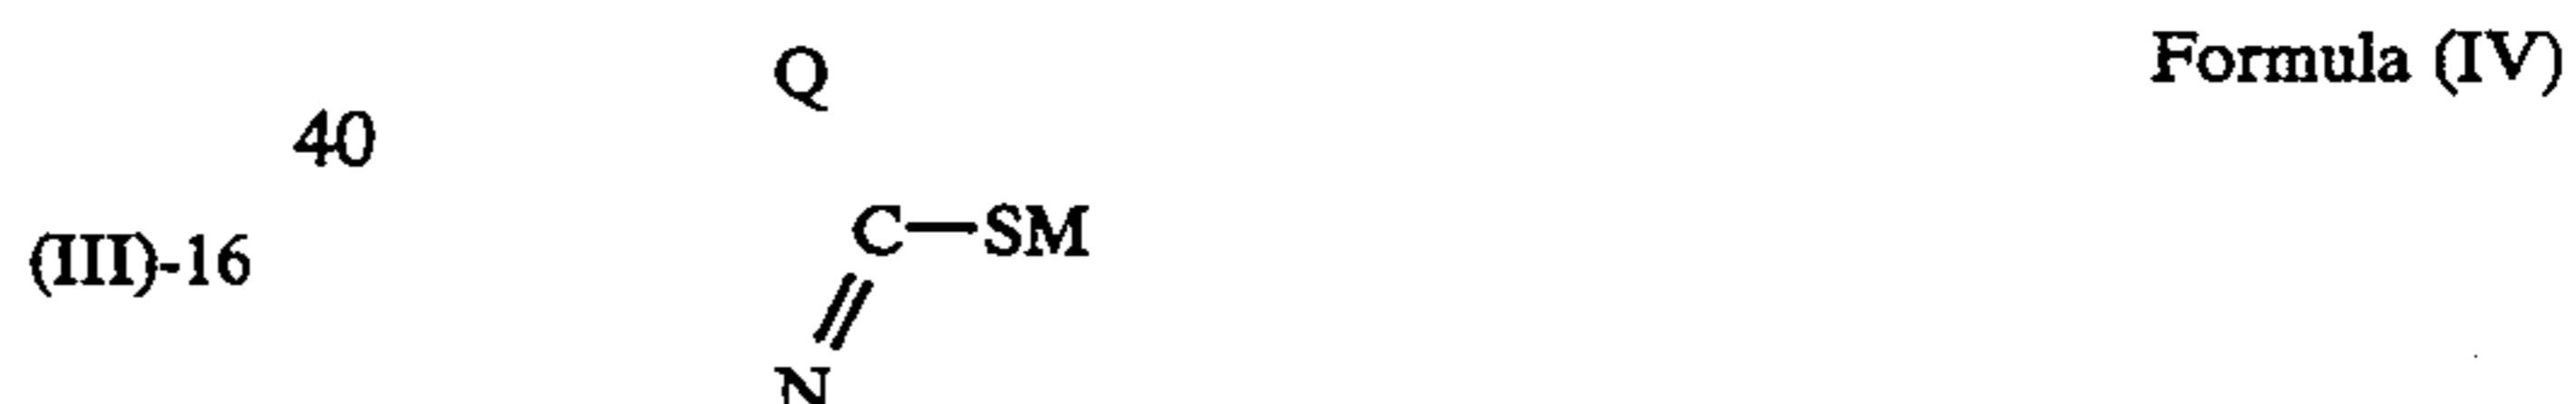 Q
Formula (IV)
40
C—SM
(III)-16
N